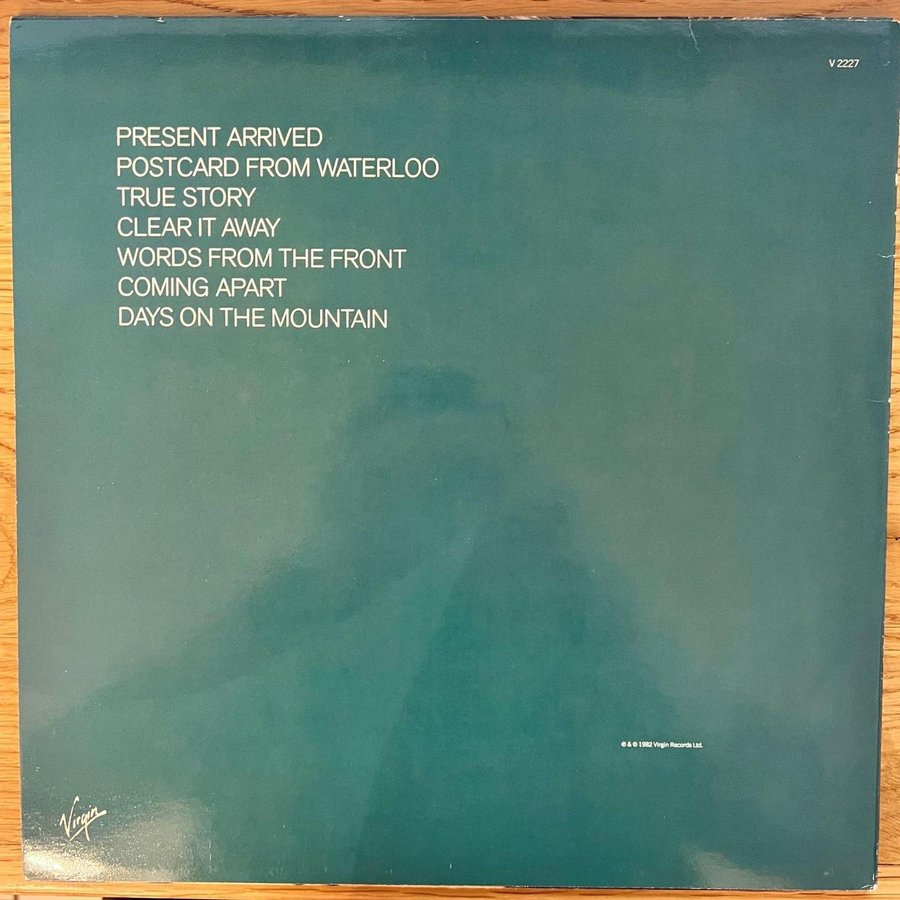 V 2227
PRESENT ARRIVED
POSTCARD FROM WATERLOO
TRUE STORY
CLEAR IT AWAY
WORDS FROM THE FRONT
COMING APART
DAYS ON THE MOUNTAIN
℗ & © 1982 Virgin Records Ltd.
Virgin